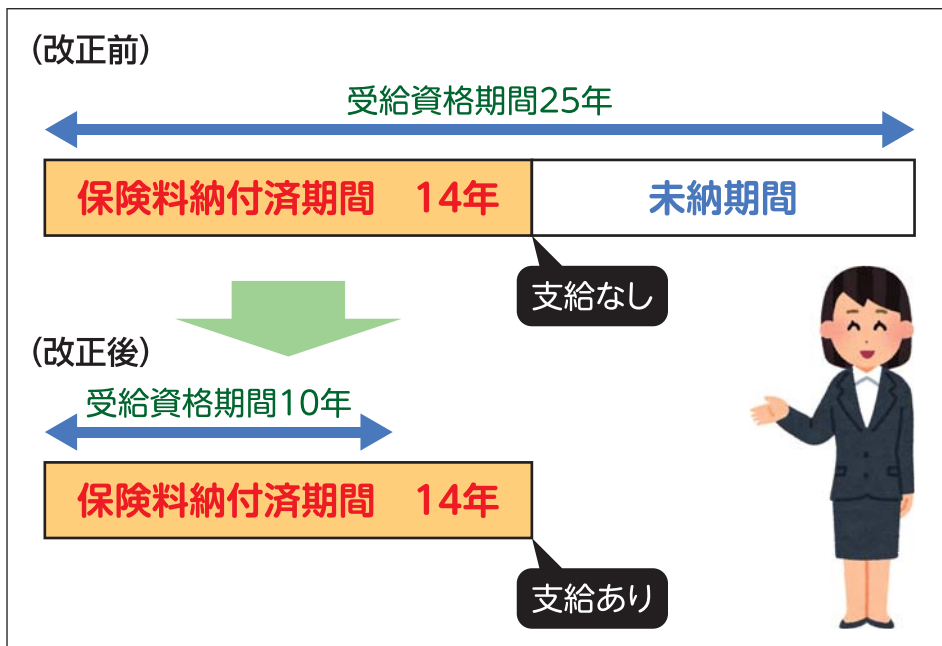 (改正前)
受給資格期間25年
保険料納付済期間　14年
未納期間
支給なし
(改正後)
受給資格期間10年
保険料納付済期間　14年
支給あり